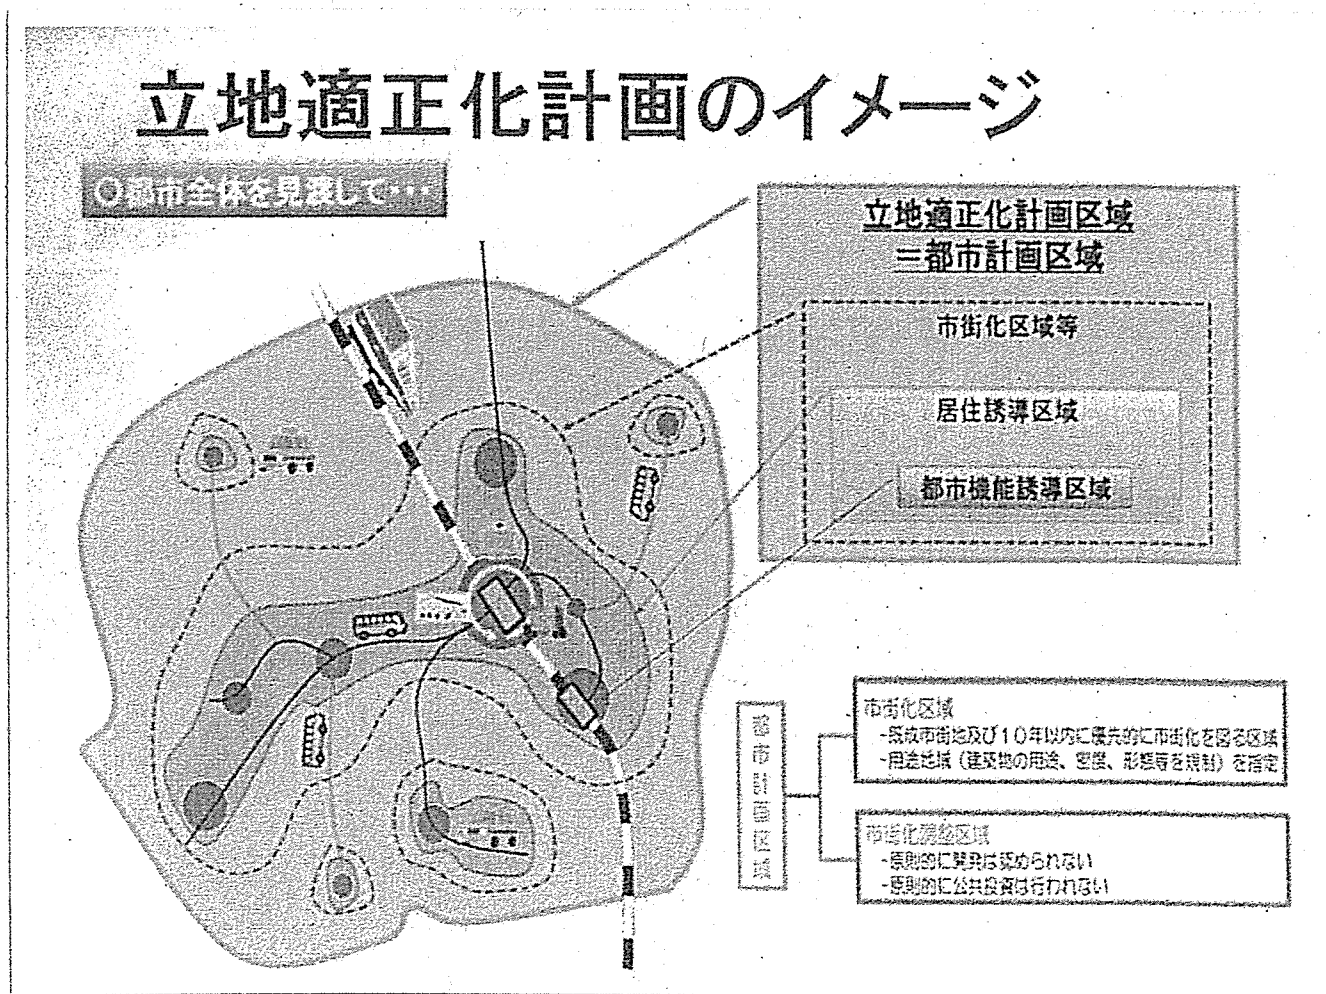 立地適正化計画のイメージ
○都市全体を見渡して・・・
立地適正化計画区域
＝都市計画区域
市街化区域等
居住誘導区域
都市機能誘導区域
都市計画区域
市街化区域
-既成市街地及び10年以内に優先的に市街化を図る区域
-用途地域（建築物の用途、密度、形態等を規制）を指定
市街化調整区域
-原則的に開発は認められない
-原則的に公共投資は行われない